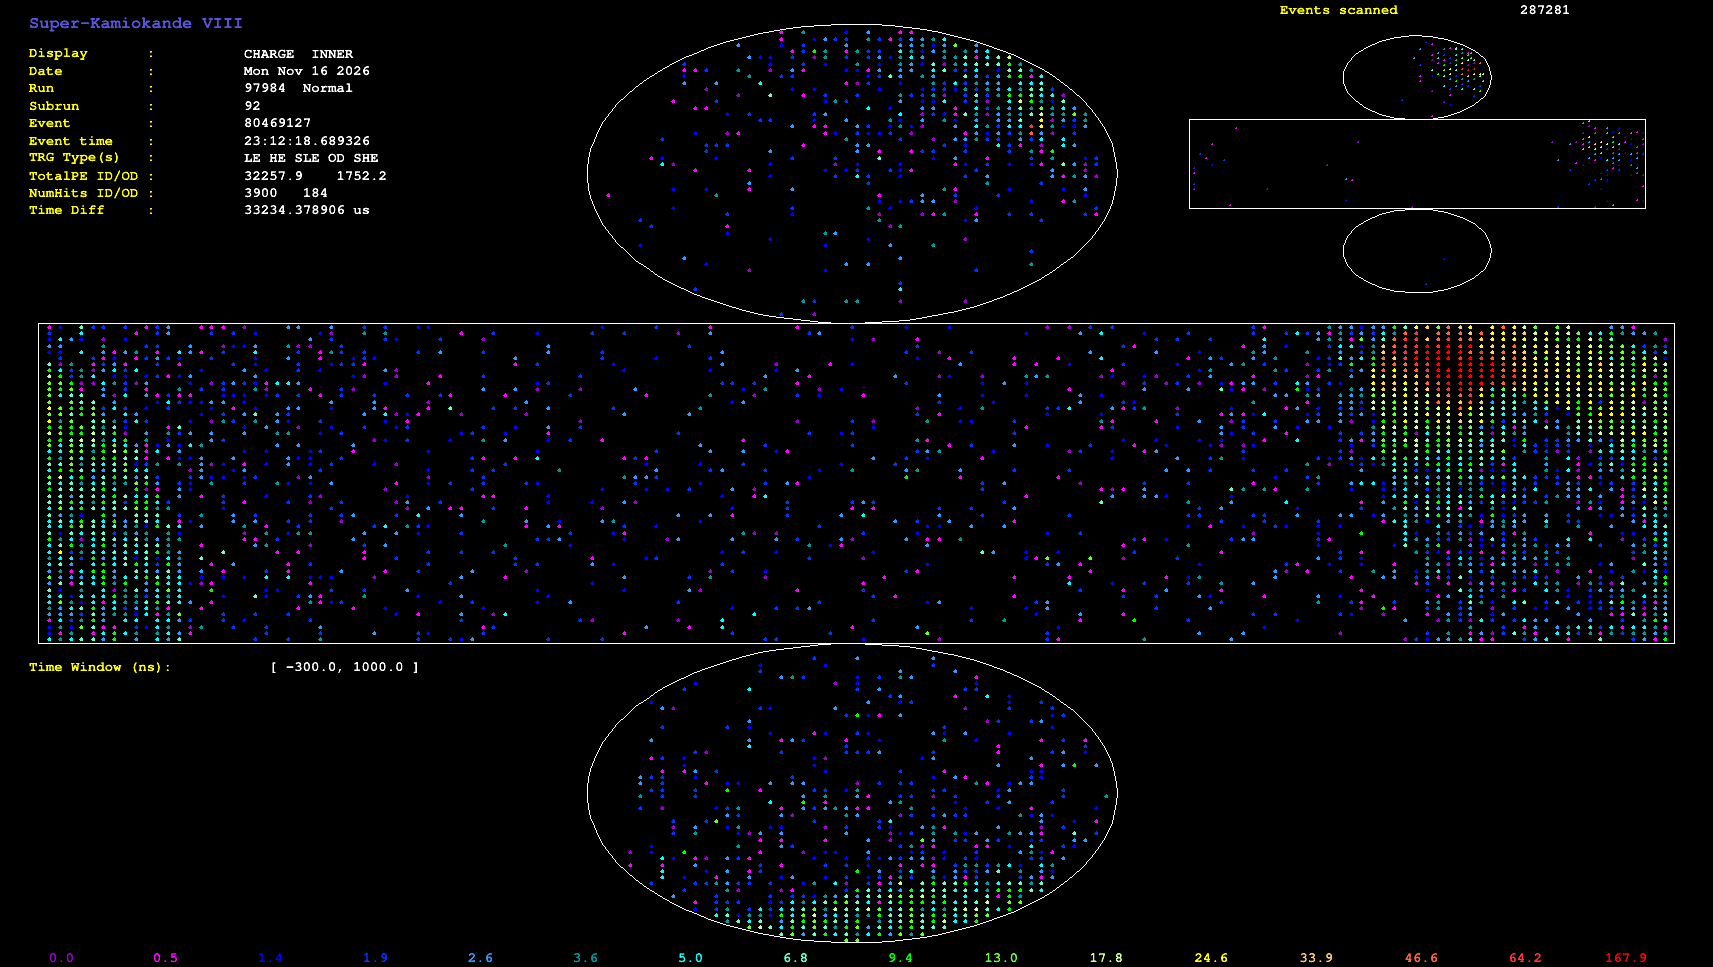 Super-Kamiokande VIII
Display : CHARGE INNER
Date : Mon Nov 16 2026
Run : 97984 Normal
Subrun : 92
Event : 80469127
Event time : 23:12:18.689326
TRG Type(s) : LE HE SLE OD SHE
TotalPE ID/OD : 32257.9 1752.2
NumHits ID/OD : 3900 184
Time Diff : 33234.378906 us
Events scanned 287281
Time Window (ns): [ -300.0, 1000.0 ]
0.0 0.5 1.4 1.9 2.6 3.6 5.0 6.8 9.4 13.0 17.8 24.6 33.9 46.6 64.2 167.9